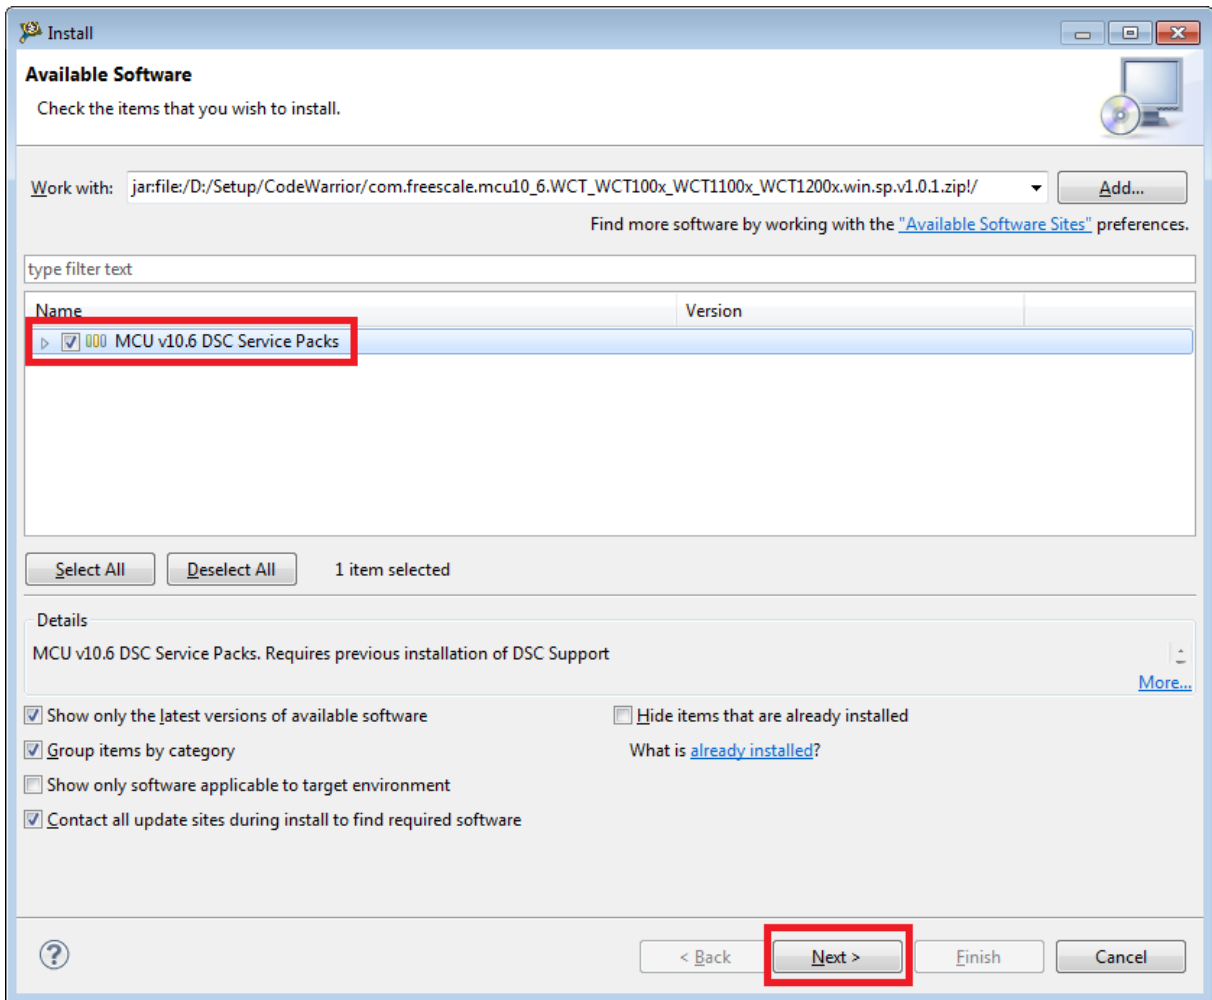 Install
Available Software
Check the items that you wish to install.
Work with: jar:file:/D:/Setup/CodeWarrior/com.freescale.mcu10_6.WCT_WCT100x_WCT1100x_WCT1200x.win.sp.v1.0.1.zip!/ Add...
Find more software by working with the "Available Software Sites" preferences.
type filter text
Name Version
MCU v10.6 DSC Service Packs
Select All Deselect All 1 item selected
Details
MCU v10.6 DSC Service Packs. Requires previous installation of DSC Support
More...
Show only the latest versions of available software Hide items that are already installed
Group items by category What is already installed?
Show only software applicable to target environment
Contact all update sites during install to find required software
? < Back Next > Finish Cancel